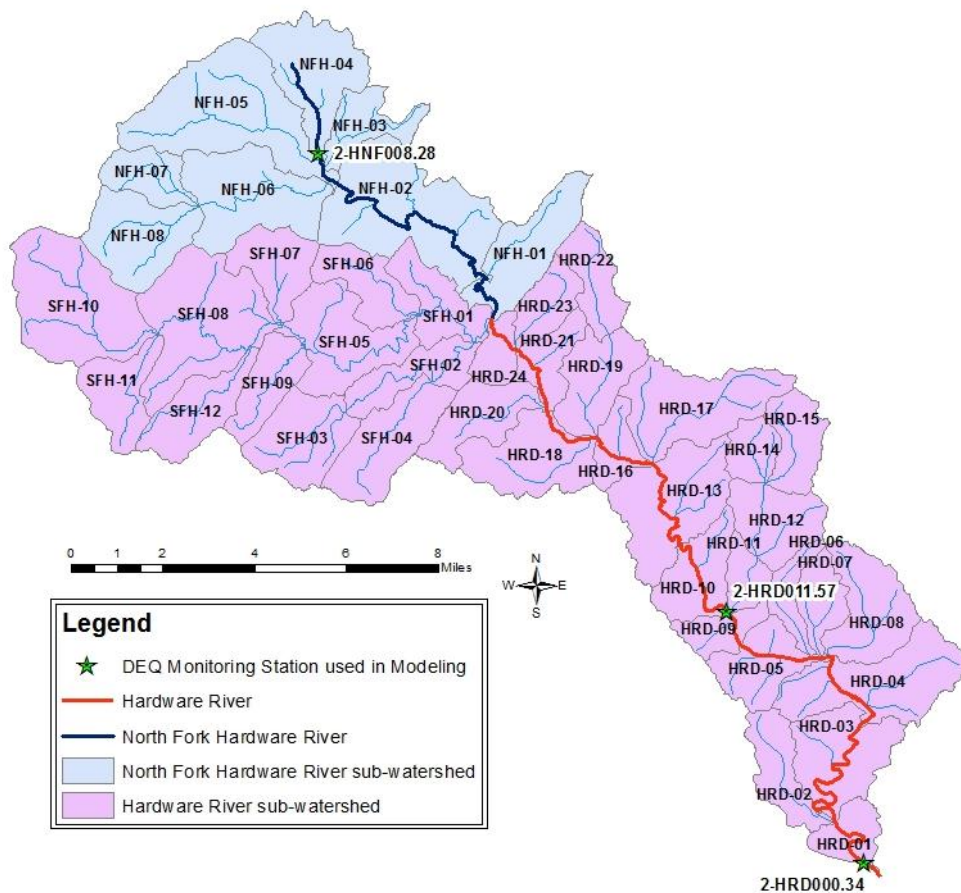 NFH-04
NFH-05
NFH-03
2-HNF008.28
NFH-07
NFH-06
NFH-02
NFH-08
NFH-01
SFH-07
SFH-06
HRD-22
SFH-10
HRD-23
SFH-08
SFH-01
SFH-05
HRD-21
SFH-02
HRD-19
SFH-11
SFH-09
HRD-24
HRD-17
SFH-12
HRD-20
HRD-15
SFH-03
SFH-04
HRD-18
HRD-14
HRD-16
HRD-13
HRD-12
HRD-11
HRD-06
HRD-07
HRD-10
2-HRD011.57
HRD-09
HRD-08
HRD-05
HRD-04
HRD-03
HRD-02
HRD-01
2-HRD000.34
0 1 2 4 6 8
Miles
N
W E
S
Legend
DEQ Monitoring Station used in Modeling
Hardware River
North Fork Hardware River
North Fork Hardware River sub-watershed
Hardware River sub-watershed